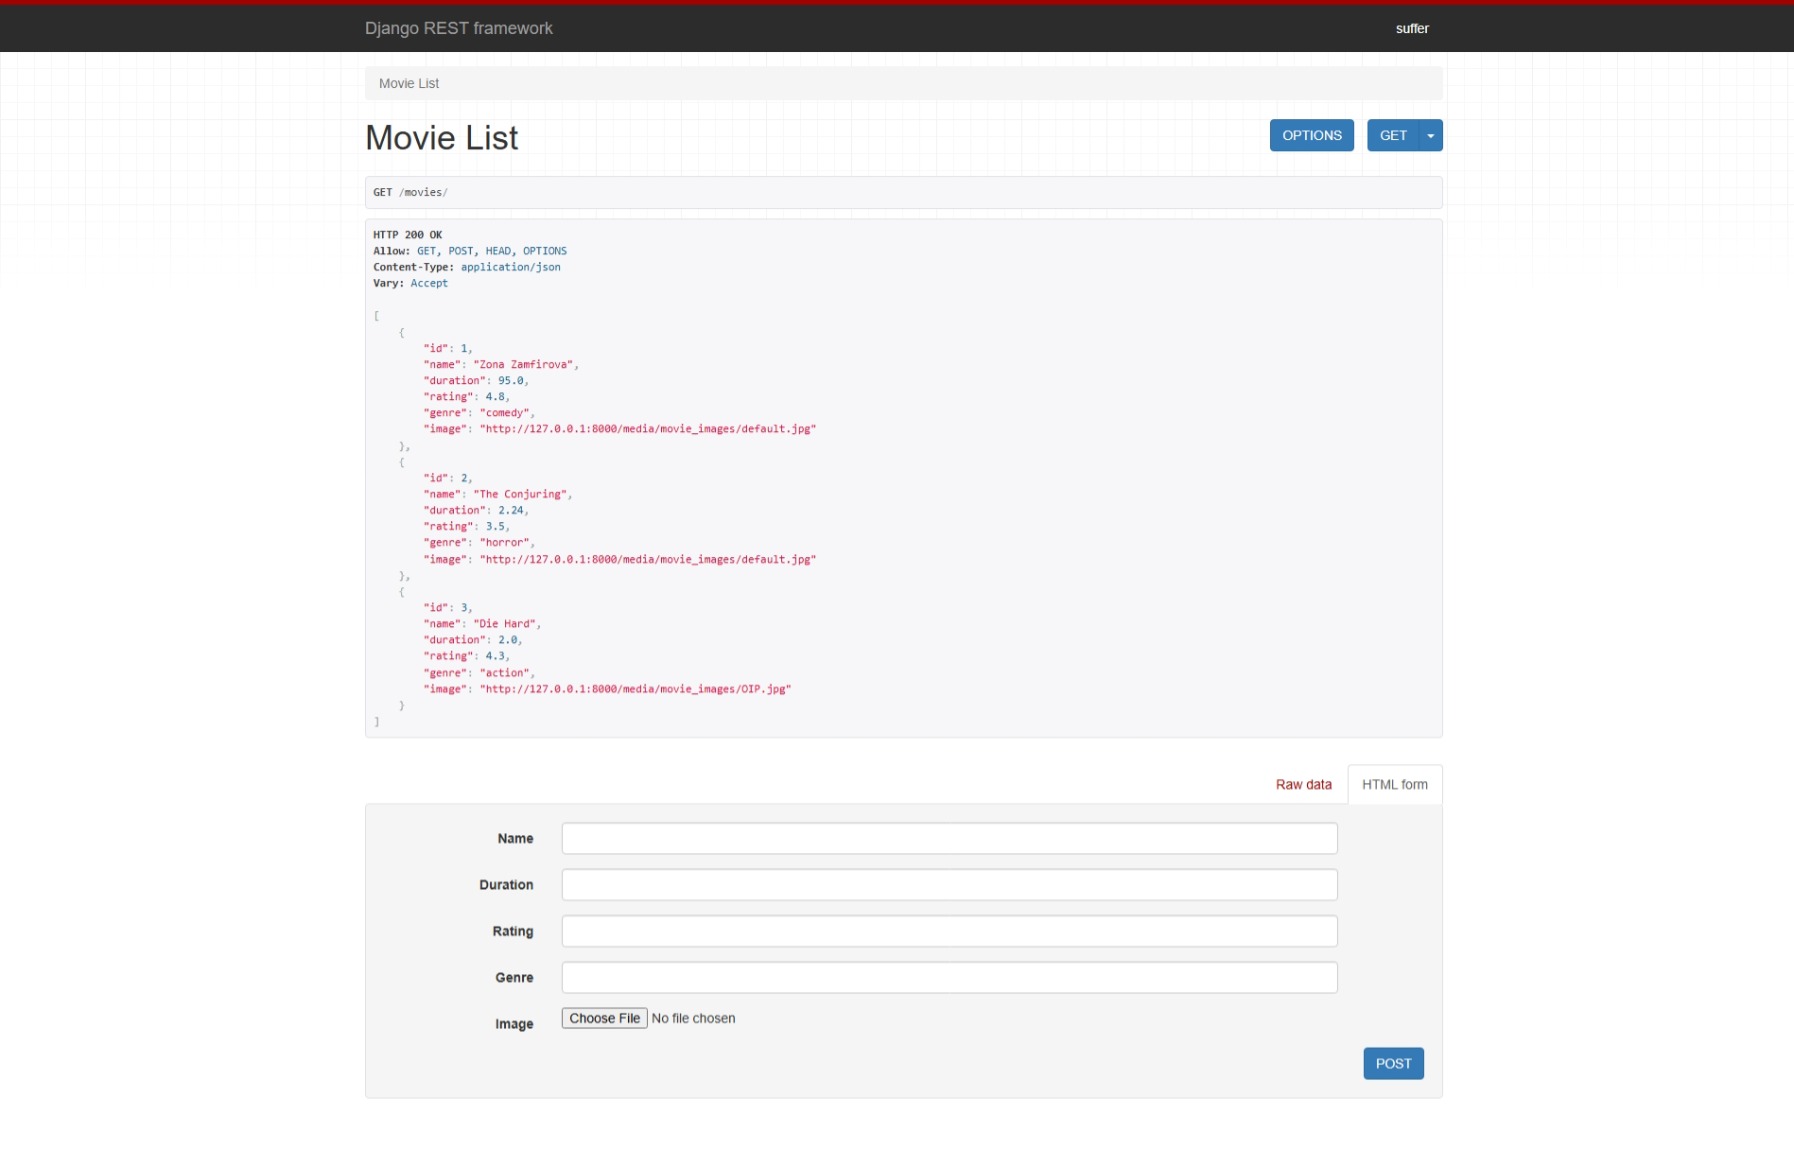 Django REST framework
suffer
Movie List
Movie List
OPTIONS
GET
GET /movies/
HTTP 200 OK
Allow: GET, POST, HEAD, OPTIONS
Content-Type: application/json
Vary: Accept
[
    {
        "id": 1,
        "name": "Zona Zamfirova",
        "duration": 95.0,
        "rating": 4.8,
        "genre": "comedy",
        "image": "http://127.0.0.1:8000/media/movie_images/default.jpg"
    },
    {
        "id": 2,
        "name": "The Conjuring",
        "duration": 2.24,
        "rating": 3.5,
        "genre": "horror",
        "image": "http://127.0.0.1:8000/media/movie_images/default.jpg"
    },
    {
        "id": 3,
        "name": "Die Hard",
        "duration": 2.0,
        "rating": 4.3,
        "genre": "action",
        "image": "http://127.0.0.1:8000/media/movie_images/OIP.jpg"
    }
]
Raw data
HTML form
Name
Duration
Rating
Genre
Image
Choose File No file chosen
POST